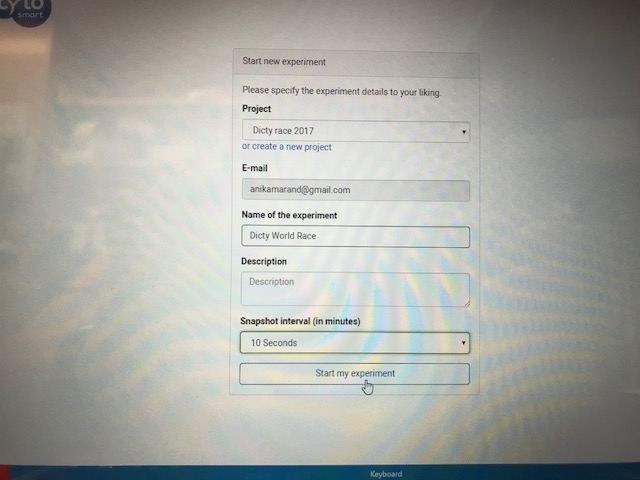 cyto
smart
Start new experiment
Please specify the experiment details to your liking.
Project
Dicty race 2017
or create a new project
E-mail
anikamarand@gmail.com
Name of the experiment
Dicty World Race
Description
Description
Snapshot interval (in minutes)
10 Seconds
Start my experiment
Keyboard